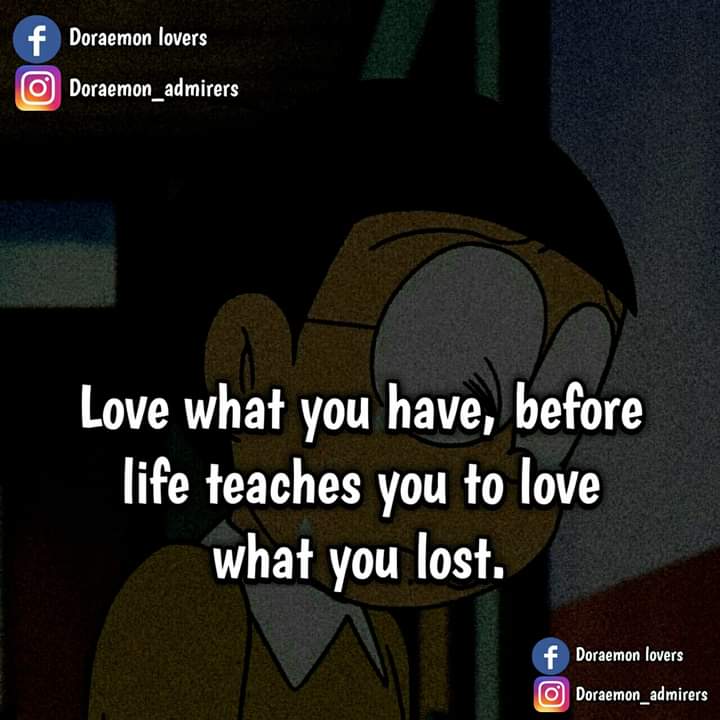 Doraemon lovers
Doraemon_admirers
Love what you have, before
life teaches you to love
what you lost.
Doraemon lovers
Doraemon_admirers